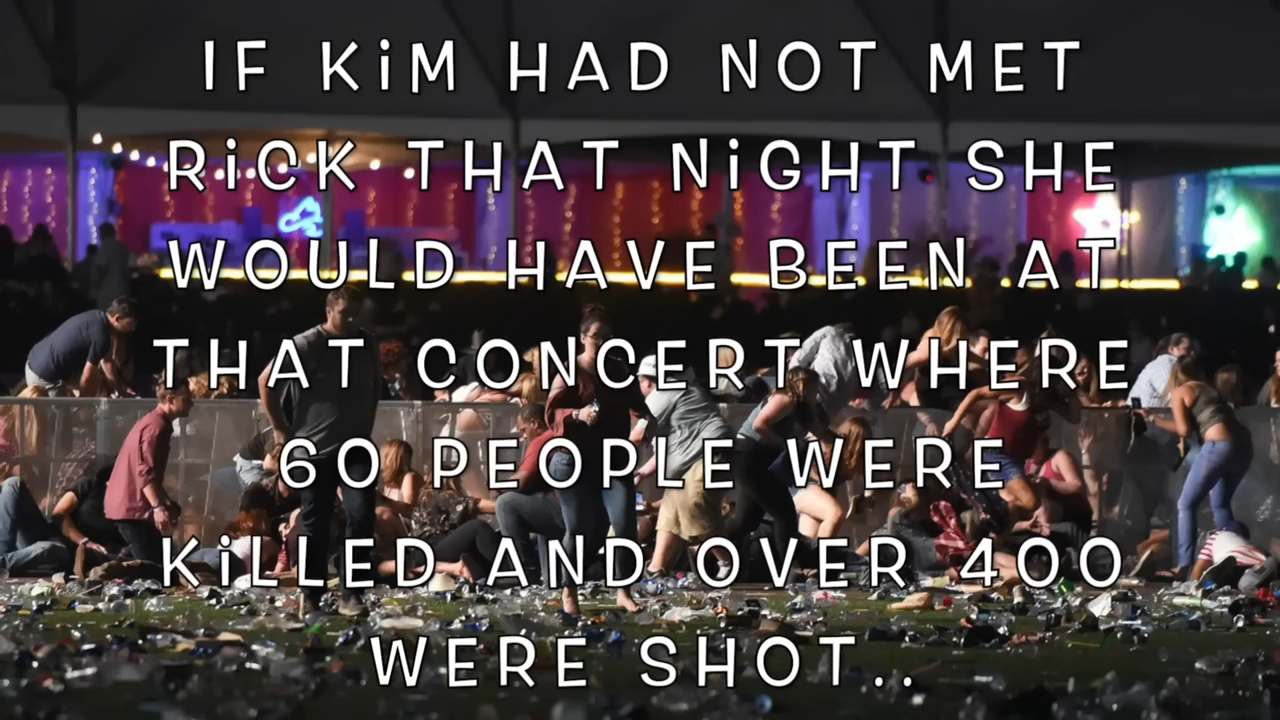 IF KiM HAD NOT MET
RiCK THAT NiGHT SHE
WOULD HAVE BEEN AT
THAT CONCERT WHERE
60 PEOPLE WERE
KiLLED AND OVER 400
WERE SHOT..